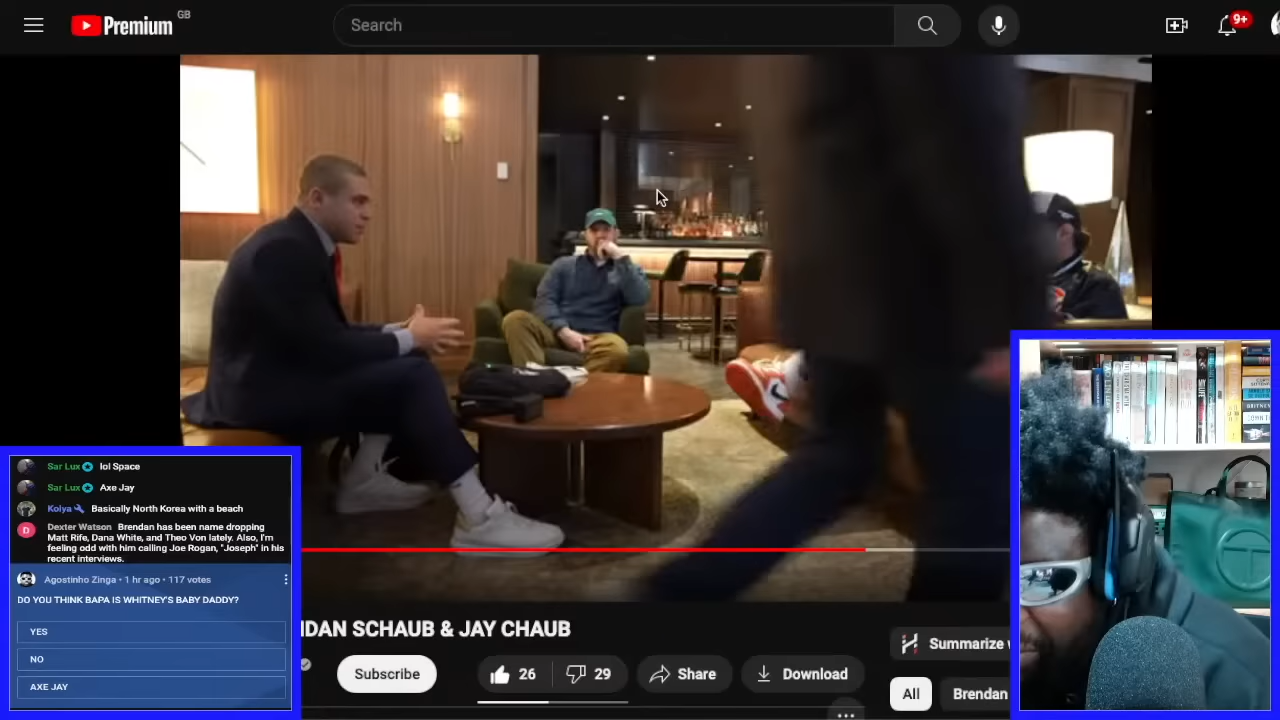 Premium GB
Search
9+
Sar Lux lol Space
Sar Lux Axe Jay
Kolya Basically North Korea with a beach
D Dexter Watson Brendan has been name dropping
Matt Rife, Dana White, and Theo Von lately. Also, I'm
feeling odd with him calling Joe Rogan, "Joseph" in his
recent interviews.
Agostinho Zinga • 1 hr ago • 117 votes
DO YOU THINK BAPA IS WHITNEY'S BABY DADDY?
YES
NO
AXE JAY
IDAN SCHAUB & JAY CHAUB
Subscribe
26
29
Share
Download
Summarize
All
Brendan